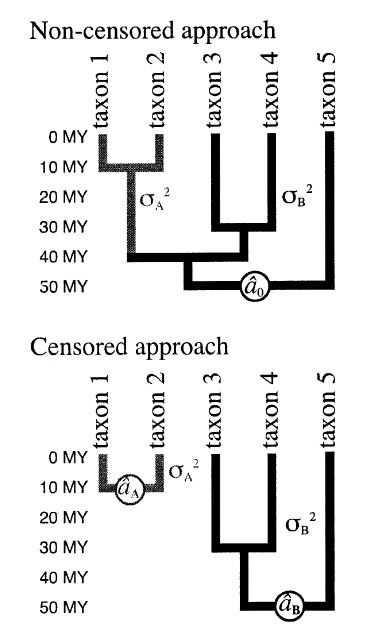 Non-censored approach
taxon 1 taxon 2 taxon 3 taxon 4 taxon 5
0 MY
10 MY
20 MY σA² σB²
30 MY
40 MY
50 MY â0
Censored approach
taxon 1 taxon 2 taxon 3 taxon 4 taxon 5
0 MY σA²
10 MY âA
20 MY σB²
30 MY
40 MY
50 MY âB